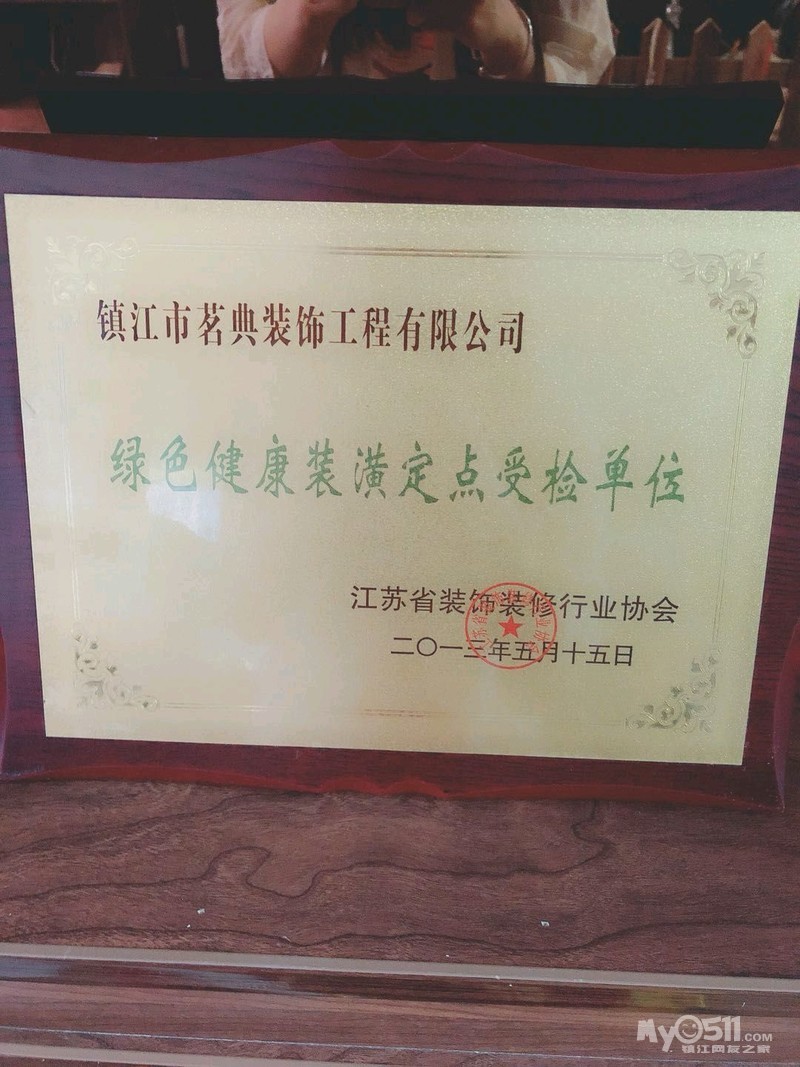 镇江市茗典装饰工程有限公司
绿色健康装潢定点受检单位
江苏省装饰装修行业协会
二〇一三年五月十五日
My0511.COM
镇江网友之家